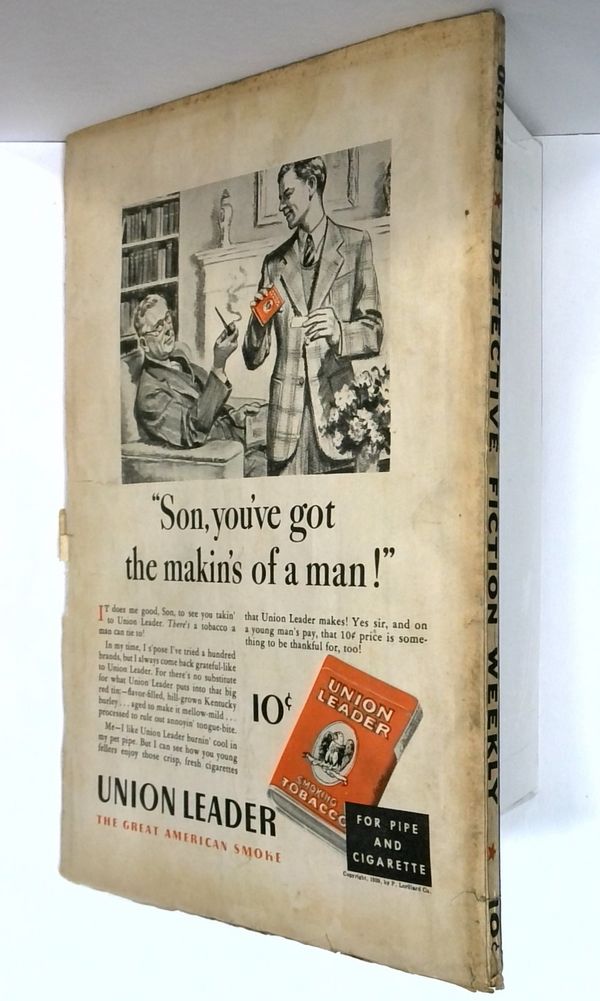 "Son, you've got
the makin's of a man!"
IT does me good, Son, to see you takin'
to Union Leader. There's a tobacco a
man can tie to!
In my time, I s'pose I've tried a hundred
brands, but I always come back grateful-like
to Union Leader. For there's no substitute
for what Union Leader puts into that big
red tin—flavor-filled, hill-grown Kentucky
burley... aged to make it mellow-mild...
processed to rule out annoyin' tongue-bite.
Me—I like Union Leader burnin' cool in
my pet pipe. But I can see how you young
fellers enjoy those crisp, fresh cigarettes
that Union Leader makes! Yes sir, and on
a young man's pay, that 10¢ price is some-
thing to be thankful for, too!
10¢
UNION
LEADER
SMOKING
TOBACCO
FOR PIPE
AND
CIGARETTE
UNION LEADER
THE GREAT AMERICAN SMOKE
Copyright, 1939, by P. Lorillard Co.
OCT. 28 ★ DETECTIVE FICTION WEEKLY ★ 10¢